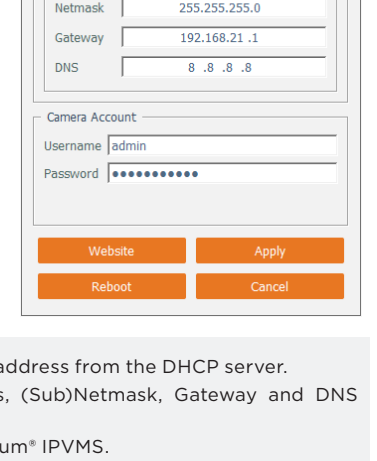 Netmask 255.255.255.0
Gateway 192.168.21 .1
DNS 8 .8 .8 .8
Camera Account
Username admin
Password ●●●●●●●●●●●
Website Apply
Reboot Cancel
address from the DHCP server.
s, (Sub)Netmask, Gateway and DNS
um® IPVMS.